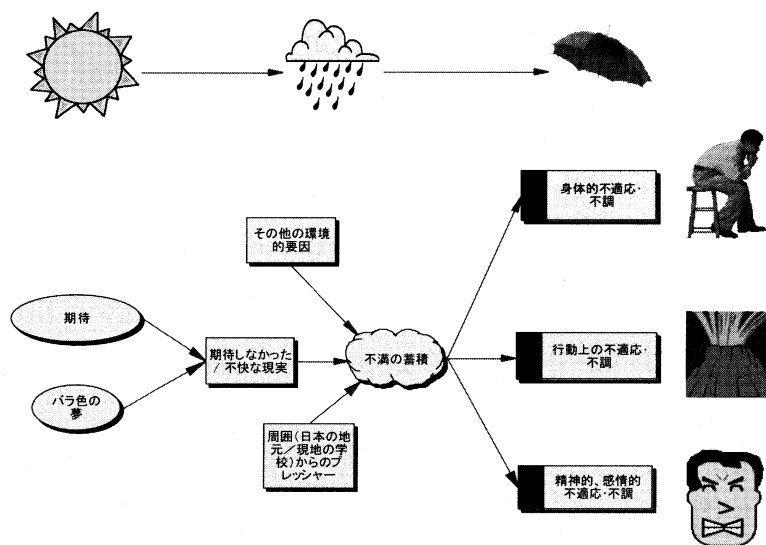 身体的不適応・
不調
その他の環境
的要因
期待
期待しなかった
/ 不快な現実
不満の蓄積
行動上の不適応・
不調
バラ色の
夢
周囲(日本の地
元/現地の学
校)からのプ
レッシャー
精神的、感情的
不適応・不調